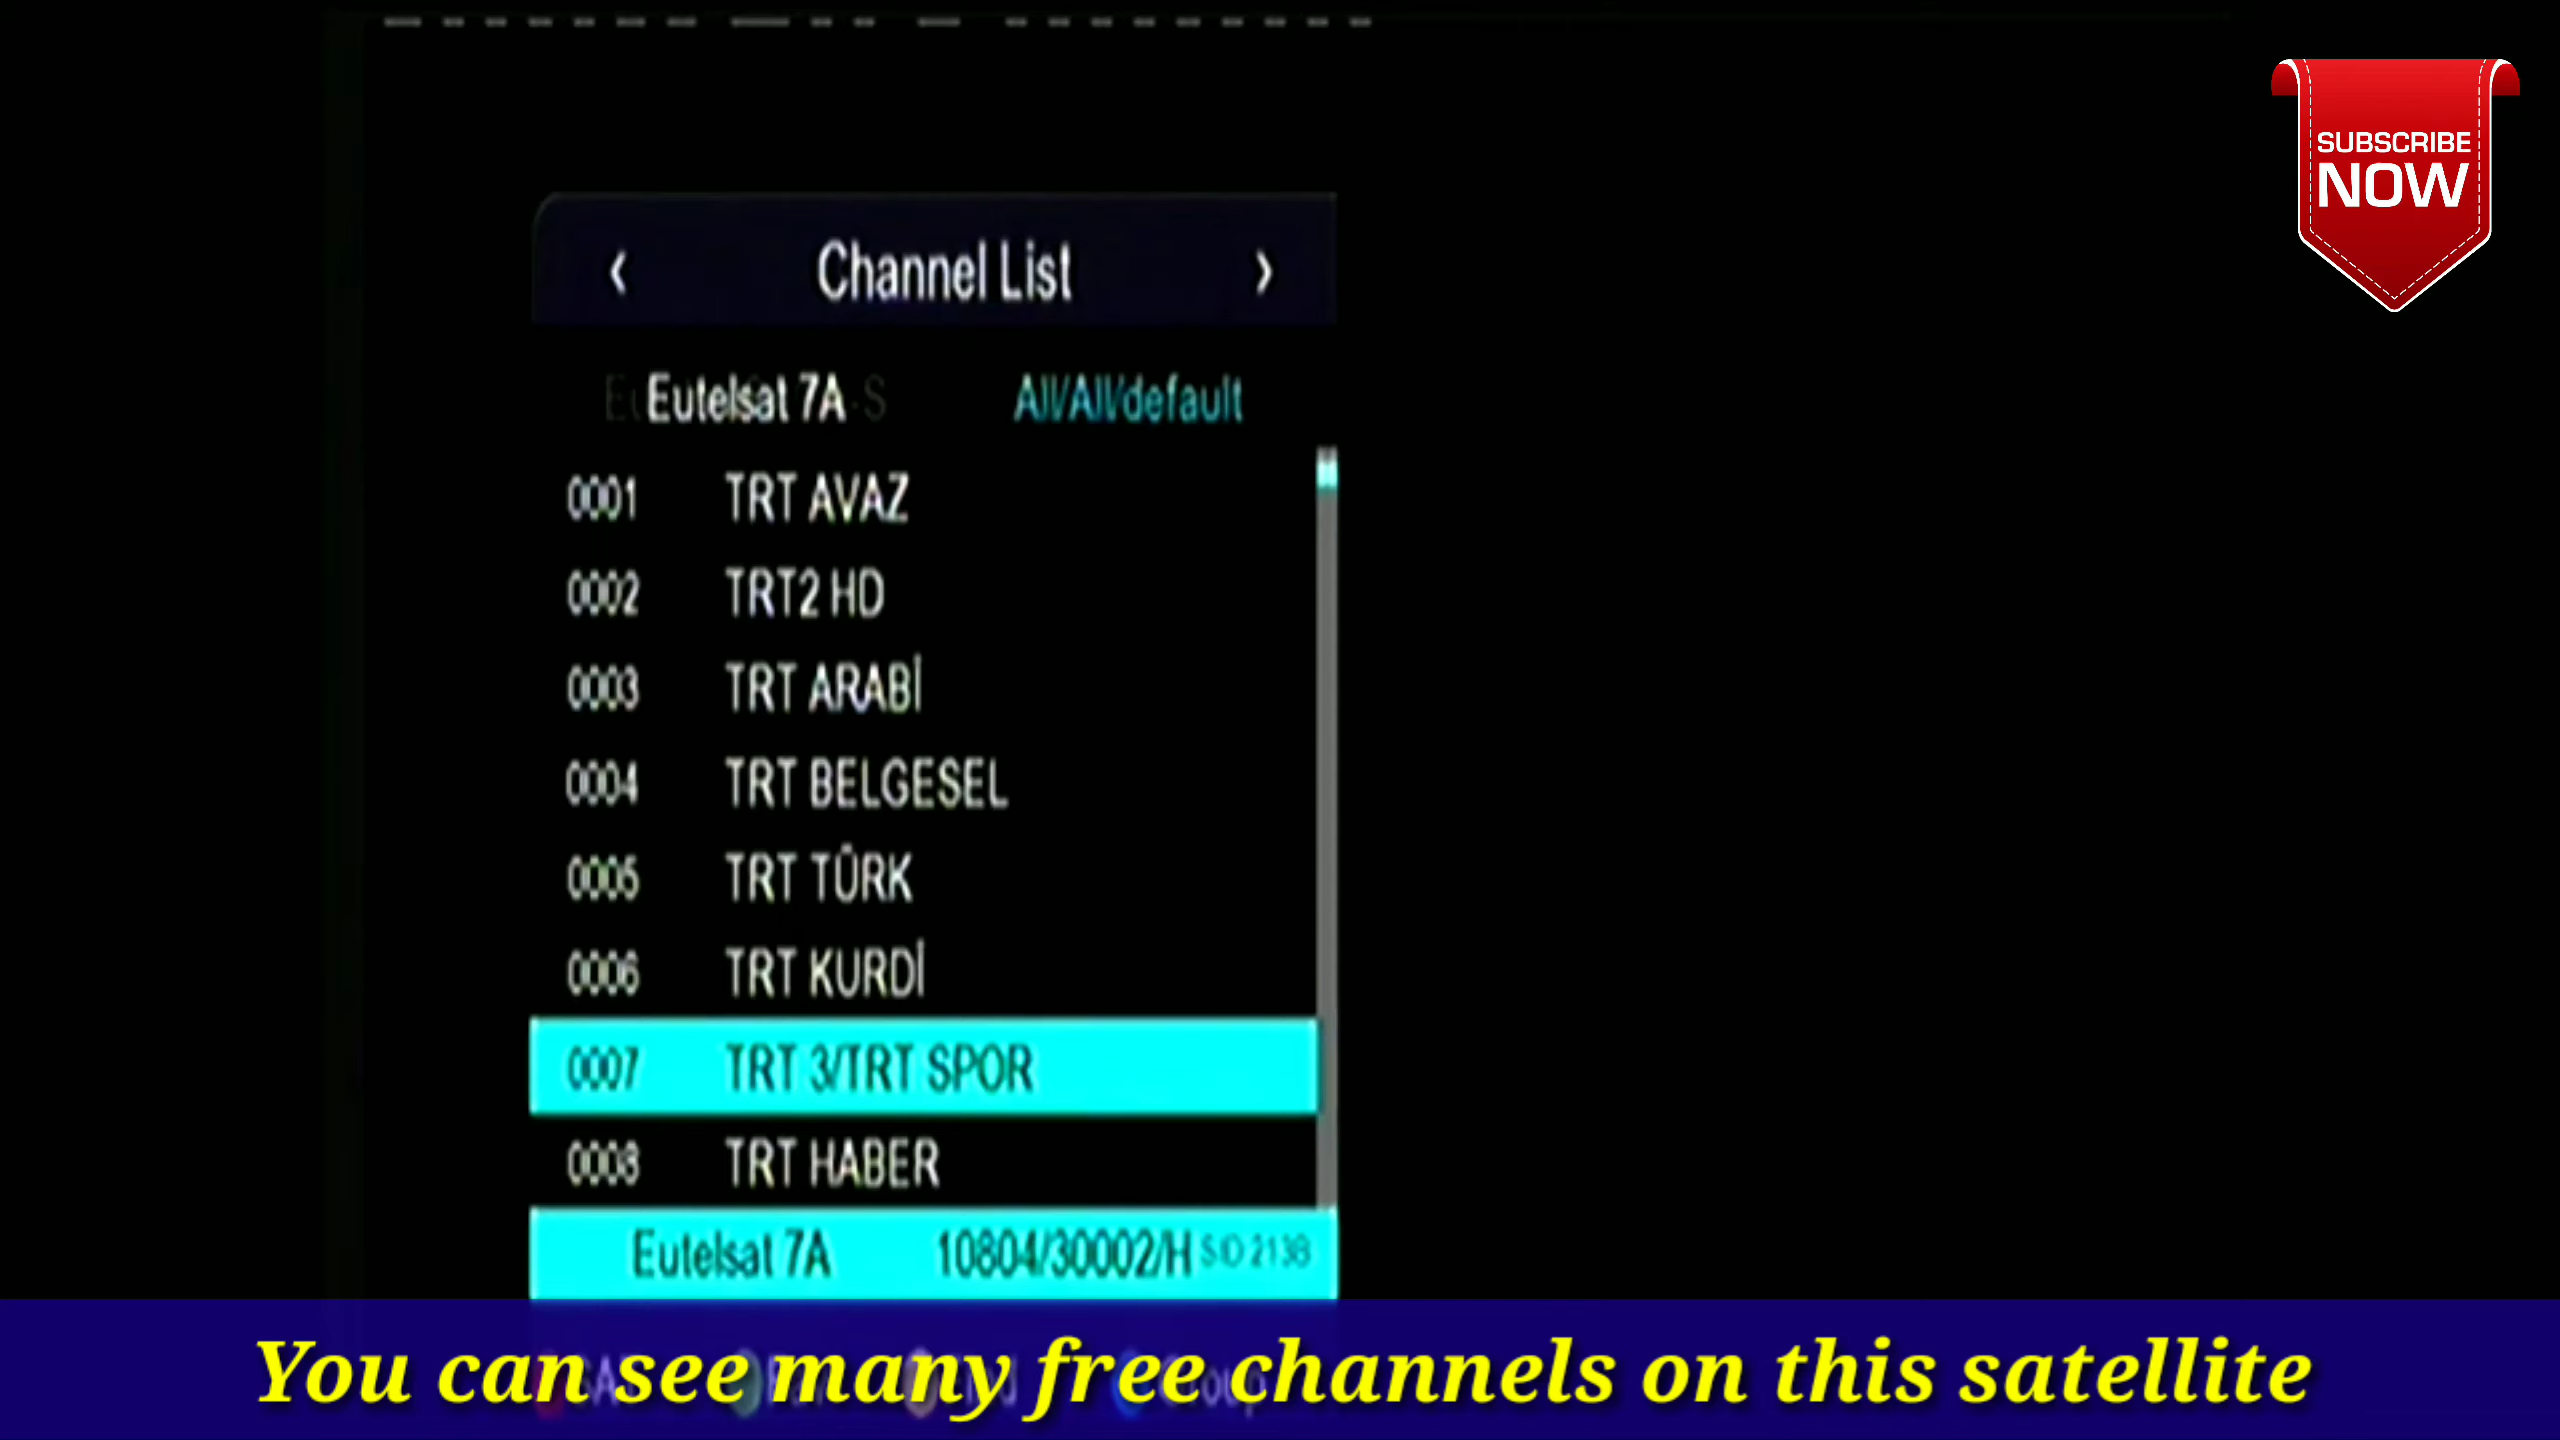 SUBSCRIBE
NOW
‹ Channel List ›
Eutelsat 7A All/All/default
0001 TRT AVAZ
0002 TRT2 HD
0003 TRT ARABİ
0004 TRT BELGESEL
0005 TRT TÜRK
0006 TRT KURDİ
0007 TRT 3/TRT SPOR
0008 TRT HABER
Eutelsat 7A 10804/30002/H SID 2138
You can see many free channels on this satellite